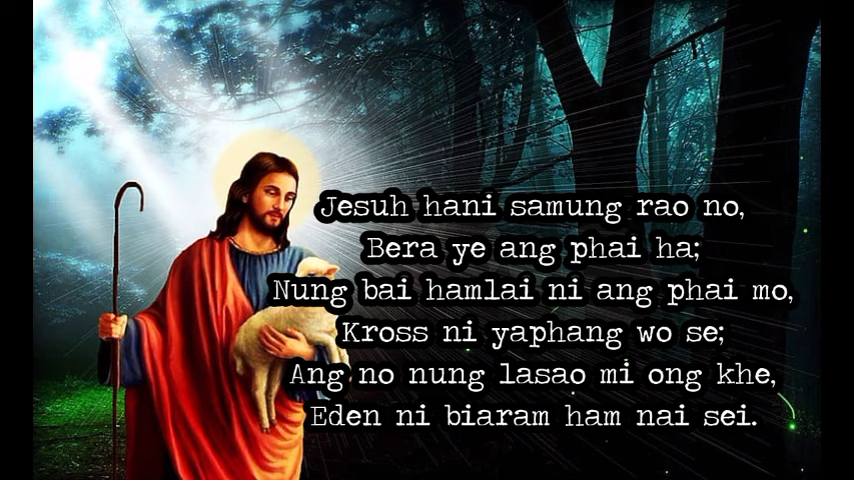 Jesuh hani samung rao no,
Bera ye ang phai ha;
Nung bai hamlai ni ang phai mo,
Kross ni yaphang wo se;
Ang no nung lasao mi ong khe,
Eden ni biaram ham nai sei.